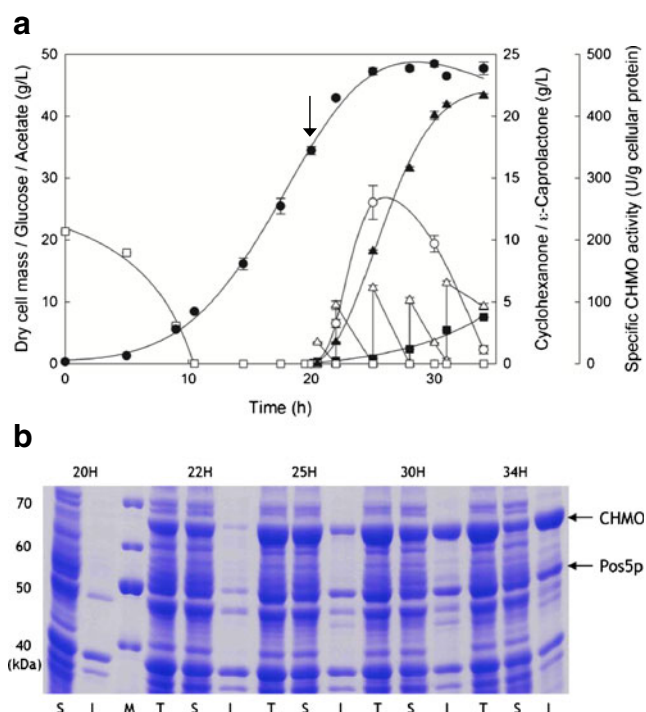 a
Dry cell mass / Glucose / Acetate (g/L)
50
40
30
20
10
0
25
20
15
10
5
0
Cyclohexanone / ε-Caprolactone (g/L)
500
400
300
200
100
0
Specific CHMO activity (U/g cellular protein)
0 10 20 30
Time (h)
b
20H 22H 25H 30H 34H
70
60
50
40
(kDa)
CHMO
Pos5p
S I M T S I T S I T S I T S I